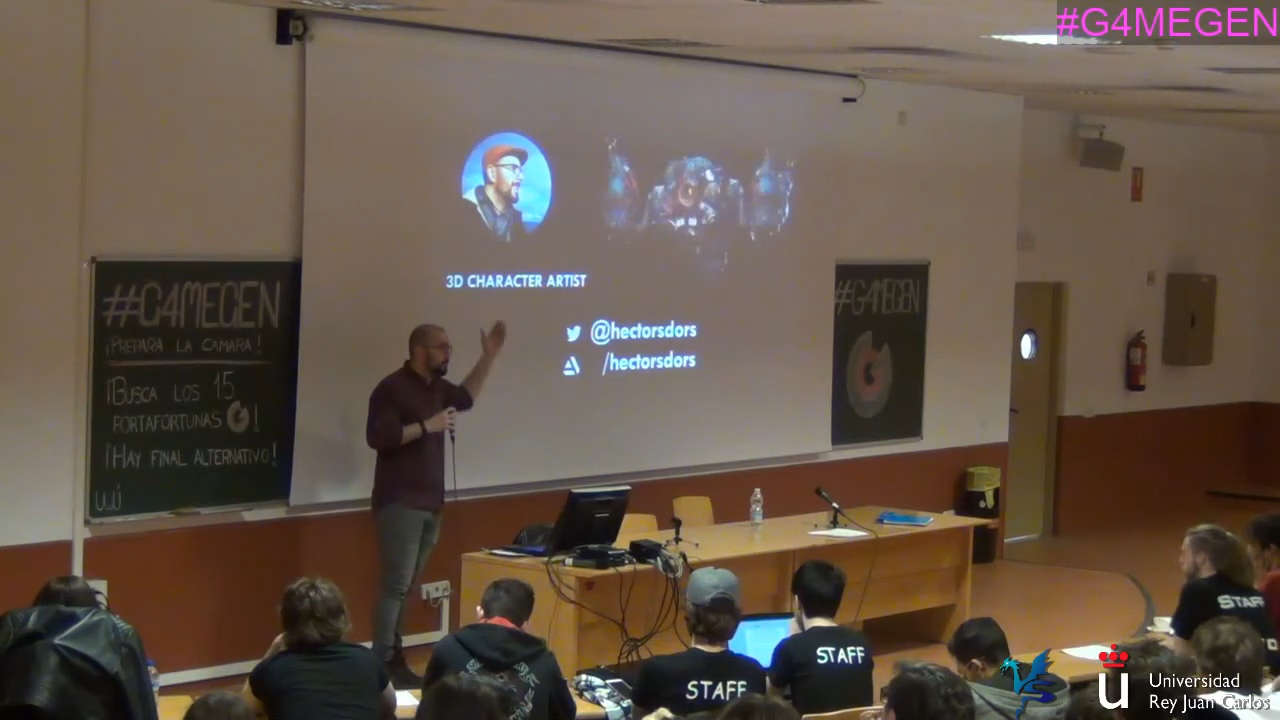 #G4MEGEN
3D CHARACTER ARTIST
@hectorsdors
/hectorsdors
#G4MEGEN
¡PREPARA LA CAMARA!
¡BUSCA LOS 15
PORTAFORTUNAS G!
¡HAY FINAL ALTERNATIVO!
UwÚ
#G4MEGEN
STAFF
STAFF
STAFF
Universidad
Rey Juan Carlos